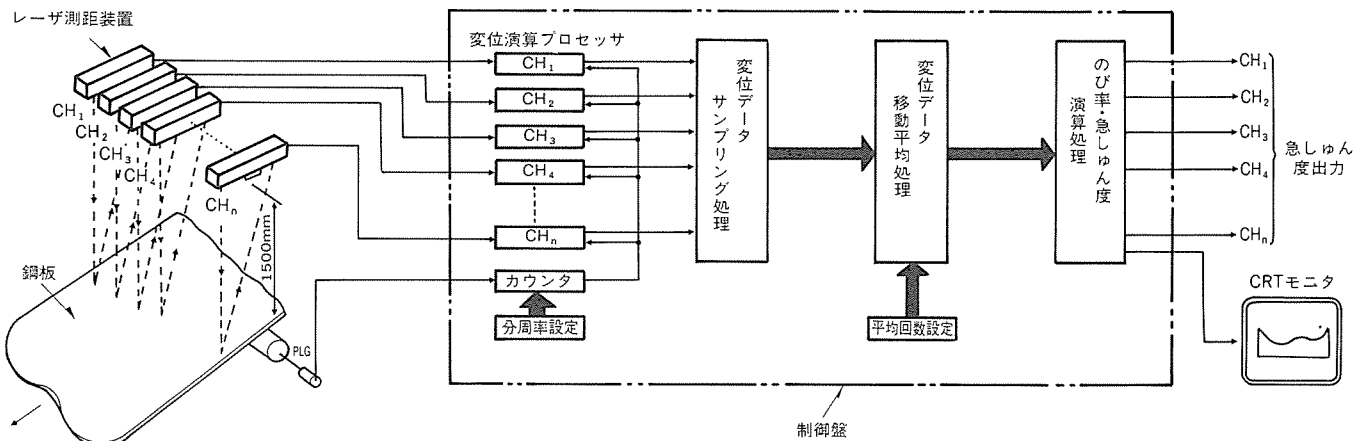 レーザ測距装置
CH₁
CH₂
CH₃
CH₄
CHₙ
1500mm
鋼板
PLG
変位演算プロセッサ
CH₁
CH₂
CH₃
CH₄
CHₙ
カウンタ
分周率設定
変位データ
サンプリング処理
変位データ
移動平均処理
平均回数設定
のび率・急しゅん度
演算処理
CH₁
CH₂
CH₃
CH₄
CHₙ
急しゅん
度出力
CRTモニタ
制御盤